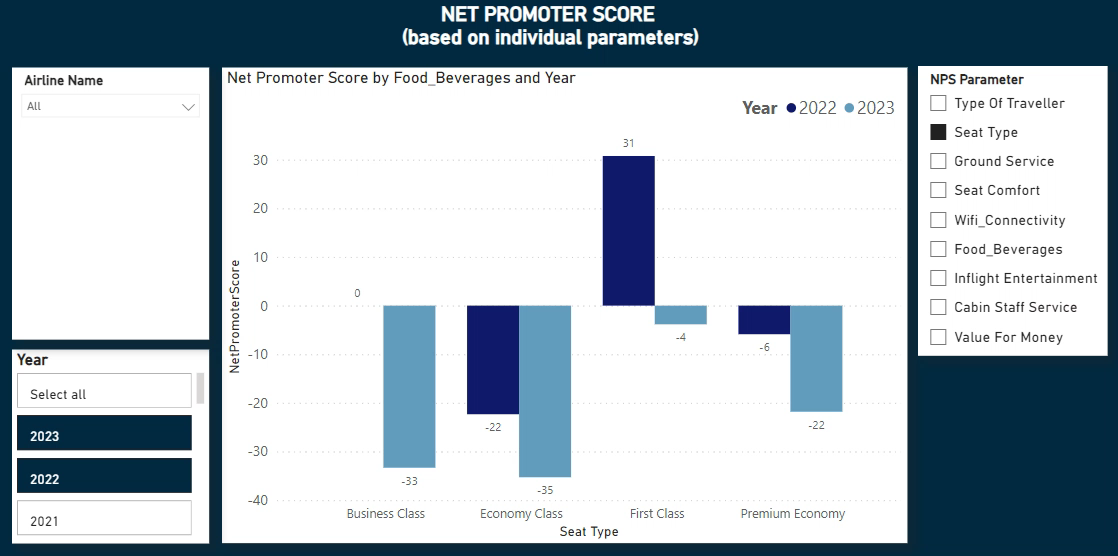 NET PROMOTER SCORE
(based on individual parameters)
Airline Name
All
Year
Select all
2023
2022
2021
Net Promoter Score by Food_Beverages and Year
Year 2022 2023
NetPromoterScore
30
20
10
0
-10
-20
-30
-40
0
-33
-22
-35
31
-4
-6
-22
Business Class
Economy Class
First Class
Premium Economy
Seat Type
NPS Parameter
Type Of Traveller
Seat Type
Ground Service
Seat Comfort
Wifi_Connectivity
Food_Beverages
Inflight Entertainment
Cabin Staff Service
Value For Money